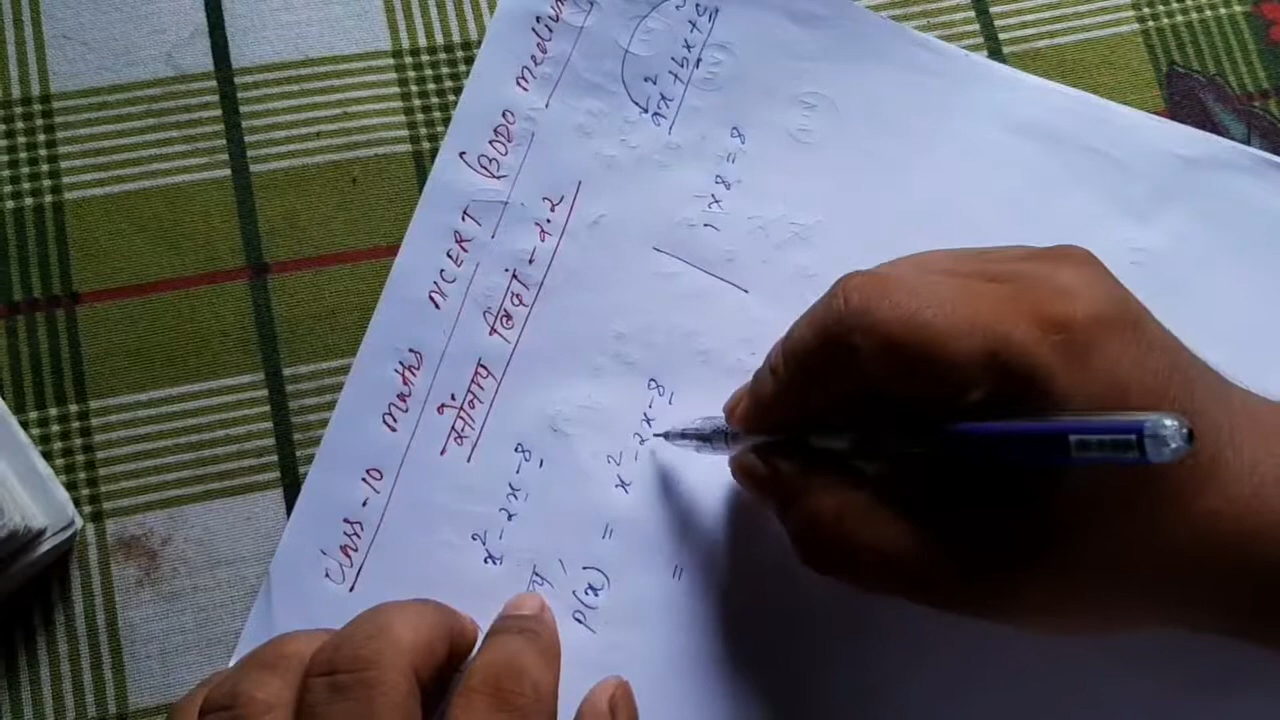 Class - 10 Maths NCERT (BODO medium)
सोनाय बिदां - 2.2
x² - 2x - 8
P(x) = x² - 2x - 8
=
1 x 8 = 8
ax² + bx + c